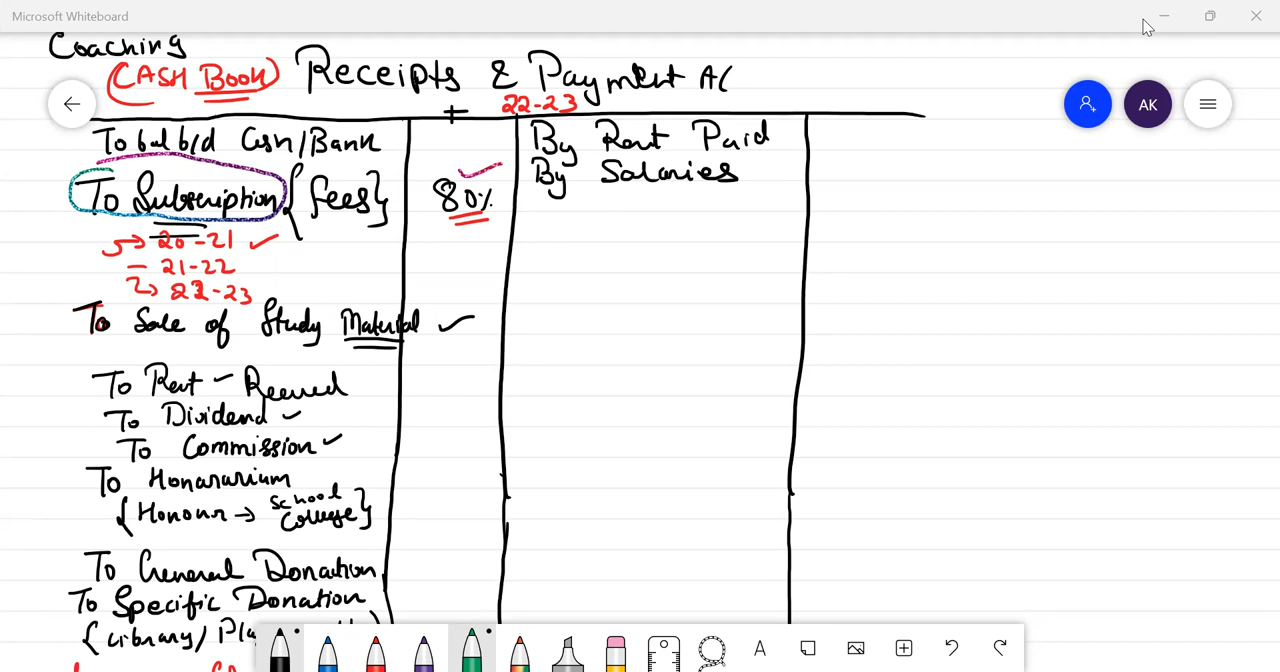 Microsoft Whiteboard
Coaching
(CASH BOOK) Receipts & Payment A/C
22-23
AK
To bal b/d Cash/Bank
By Rent Paid
To Subscription {fees}
80%
By Salaries
20-21
21-22
22-23
To Sale of Study Material
To Rent Received
To Dividend
To Commission
To Honararium
{Honour → School College}
To General Donation
To Specific Donation
{Library/
A